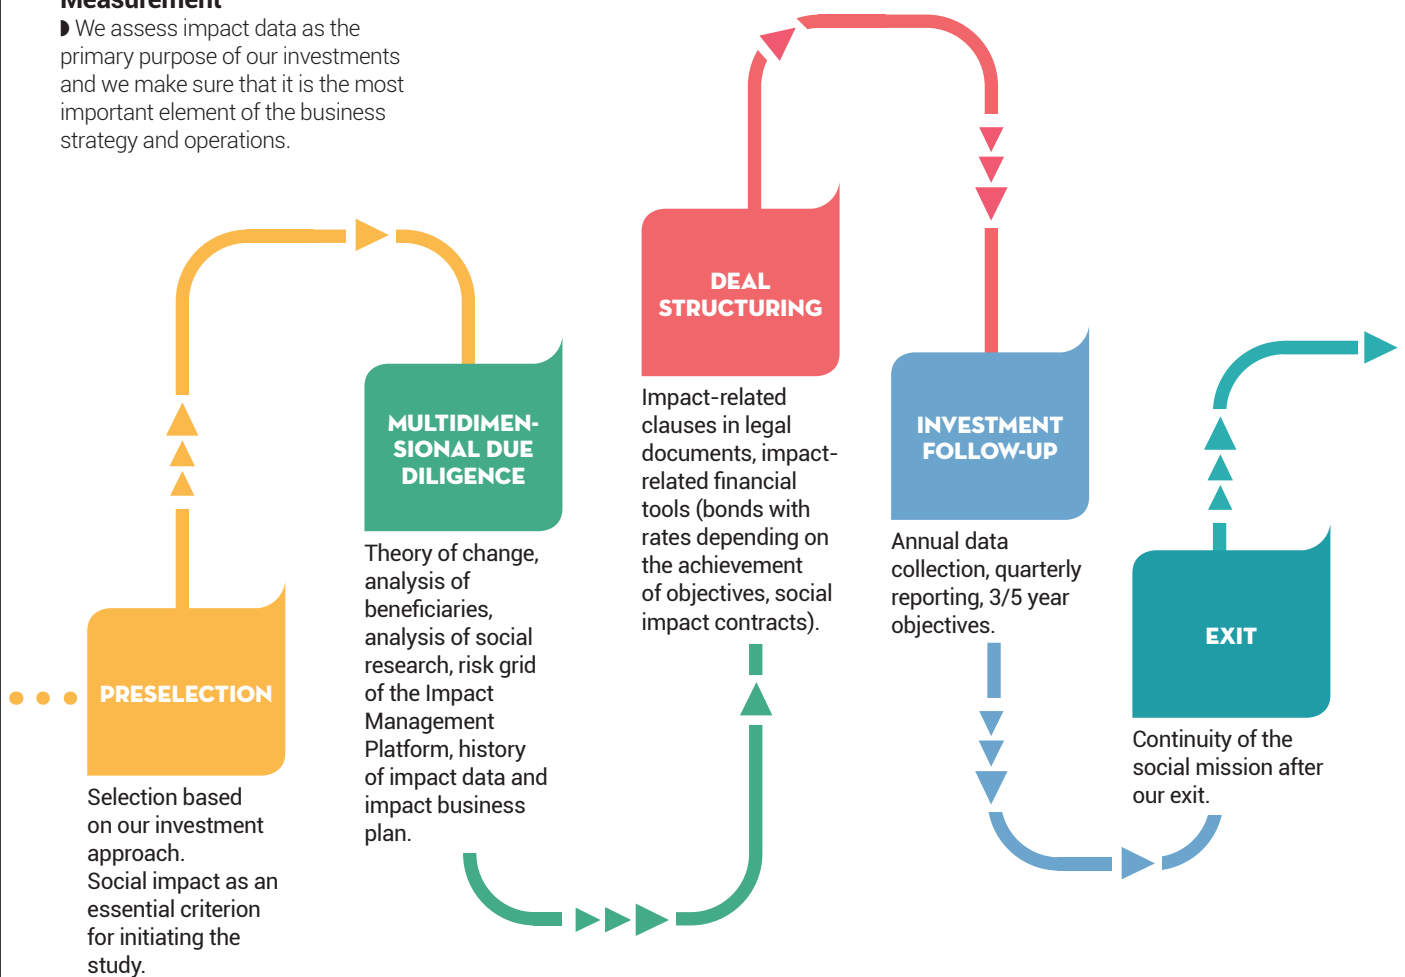 Measurement
◗ We assess impact data as the
primary purpose of our investments
and we make sure that it is the most
important element of the business
strategy and operations.
PRESELECTION
Selection based
on our investment
approach.
Social impact as an
essential criterion
for initiating the
study.
MULTIDIMEN-
SIONAL DUE
DILIGENCE
Theory of change,
analysis of
beneficiaries,
analysis of social
research, risk grid
of the Impact
Management
Platform, history
of impact data and
impact business
plan.
DEAL
STRUCTURING
Impact-related
clauses in legal
documents, impact-
related financial
tools (bonds with
rates depending on
the achievement
of objectives, social
impact contracts).
INVESTMENT
FOLLOW-UP
Annual data
collection, quarterly
reporting, 3/5 year
objectives.
EXIT
Continuity of the
social mission after
our exit.